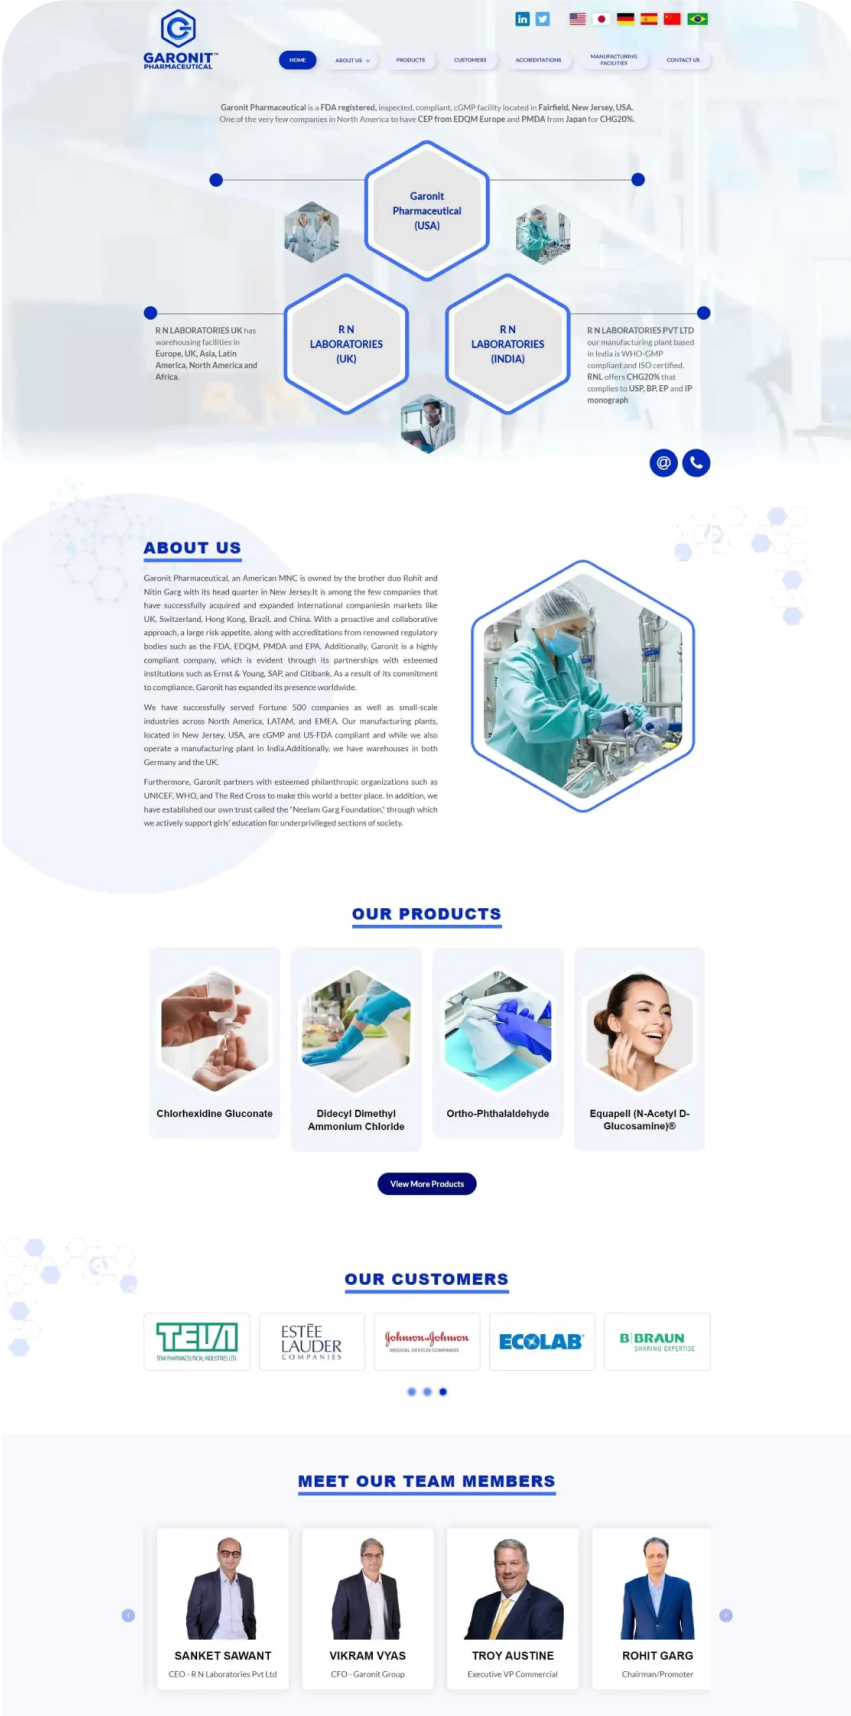 GARONIT™
PHARMACEUTICAL
HOME
ABOUT US
PRODUCTS
CUSTOMERS
ACCREDITATIONS
MANUFACTURING
FACILITIES
CONTACT US
Garonit Pharmaceutical is a FDA registered, inspected, compliant, cGMP facility located in Fairfield, New Jersey, USA.
One of the very few companies in North America to have CEP from EDQM Europe and PMDA from Japan for CHG20%.
Garonit
Pharmaceutical
(USA)
R N LABORATORIES UK has
warehousing facilities in
Europe, UK, Asia, Latin
America, North America and
Africa.
R N
LABORATORIES
(UK)
R N
LABORATORIES
(INDIA)
R N LABORATORIES PVT LTD
our manufacturing plant based
in India is WHO-GMP
compliant and ISO certified.
RNL offers CHG20% that
complies to USP, BP, EP and IP
monograph
ABOUT US
Garonit Pharmaceutical, an American MNC is owned by the brother duo Rohit and
Nitin Garg with its head quarter in New Jersey.It is among the few companies that
have successfully acquired and expanded international companiesin markets like
UK, Switzerland, Hong Kong, Brazil, and China. With a proactive and collaborative
approach, a large risk appetite, along with accreditations from renowned regulatory
bodies such as the FDA, EDQM, PMDA and EPA. Additionally, Garonit is a highly
compliant company, which is evident through its partnerships with esteemed
institutions such as Ernst & Young, SAP, and Citibank. As a result of its commitment
to compliance, Garonit has expanded its presence worldwide.
We have successfully served Fortune 500 companies as well as small-scale
industries across North America, LATAM, and EMEA. Our manufacturing plants,
located in New Jersey, USA, are cGMP and US-FDA compliant and while we also
operate a manufacturing plant in India.Additionally, we have warehouses in both
Germany and the UK.
Furthermore, Garonit partners with esteemed philanthropic organizations such as
UNICEF, WHO, and The Red Cross to make this world a better place. In addition, we
have established our own trust called the "Neelam Garg Foundation," through which
we actively support girls' education for underprivileged sections of society.
OUR PRODUCTS
Chlorhexidine Gluconate
Didecyl Dimethyl
Ammonium Chloride
Ortho-Phthalaldehyde
Equapell (N-Acetyl D-
Glucosamine)®
View More Products
OUR CUSTOMERS
TEVA
TEVA PHARMACEUTICAL INDUSTRIES LTD.
ESTĒE
LAUDER
COMPANIES
Johnson & Johnson
MEDICAL DEVICES COMPANIES
ECOLAB®
B|BRAUN
SHARING EXPERTISE
MEET OUR TEAM MEMBERS
SANKET SAWANT
CEO - R N Laboratories Pvt Ltd
VIKRAM VYAS
CFO - Garonit Group
TROY AUSTINE
Executive VP Commercial
ROHIT GARG
Chairman/Promoter